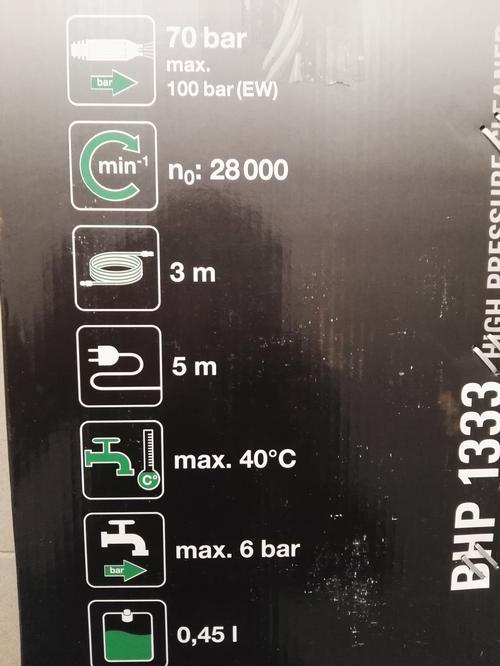 70 bar
max.
bar
100 bar (EW)
min⁻¹
n₀: 28 000
3 m
5 m
max. 40°C
C°
max. 6 bar
bar
0,45 l
BHP 1333
HIGH PRESSURE CLEANER